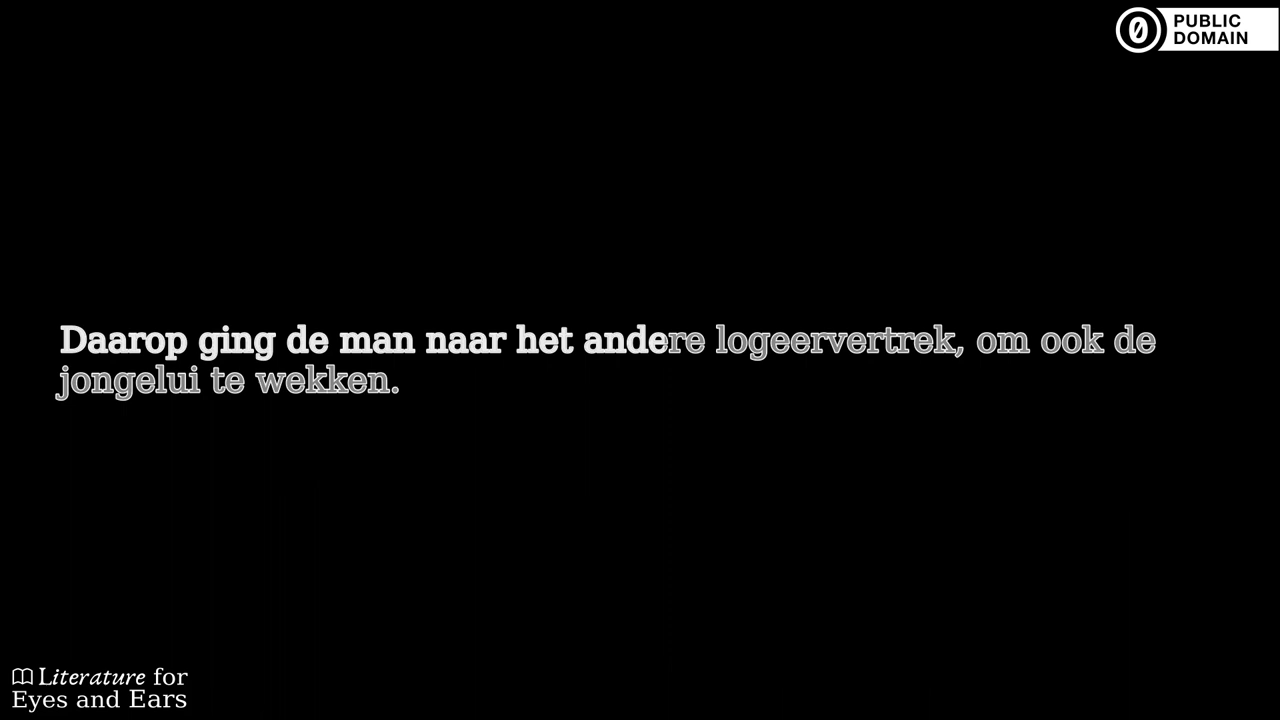 PUBLIC
DOMAIN
Daarop ging de man naar het andere logeervertrek, om ook de
jongelui te wekken.
Literature for
Eyes and Ears